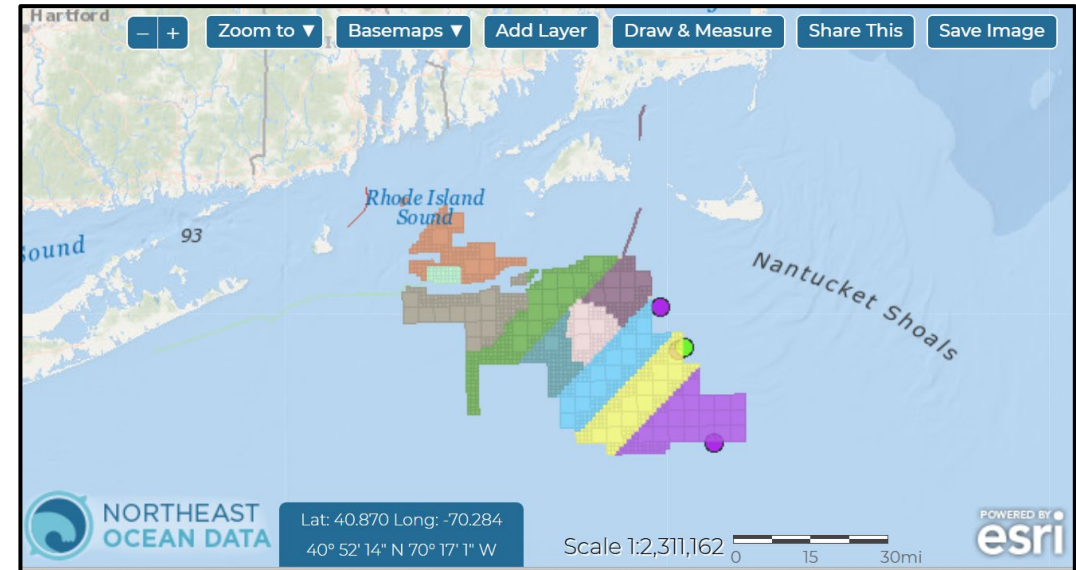 Hartford
− + Zoom to ▼ Basemaps ▼ Add Layer Draw & Measure Share This Save Image
Rhode Island
Sound
93
Sound
Nantucket Shoals
NORTHEAST
OCEAN DATA
Lat: 40.870 Long: -70.284
40° 52' 14" N 70° 17' 1" W
Scale 1:2,311,162
0 15 30mi
POWERED BY
esri